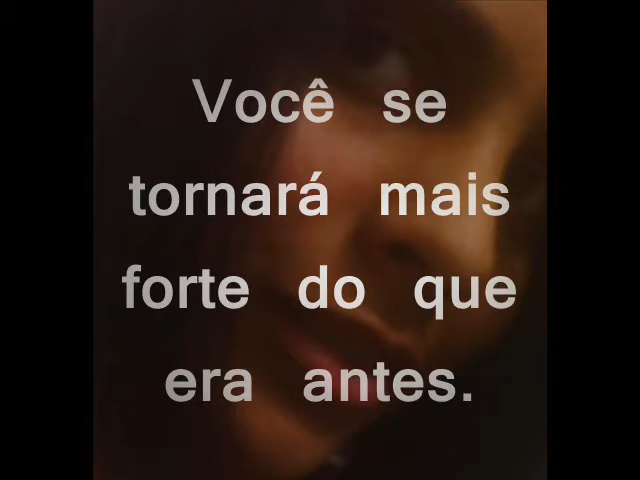 Você se
tornará mais
forte do que
era antes.